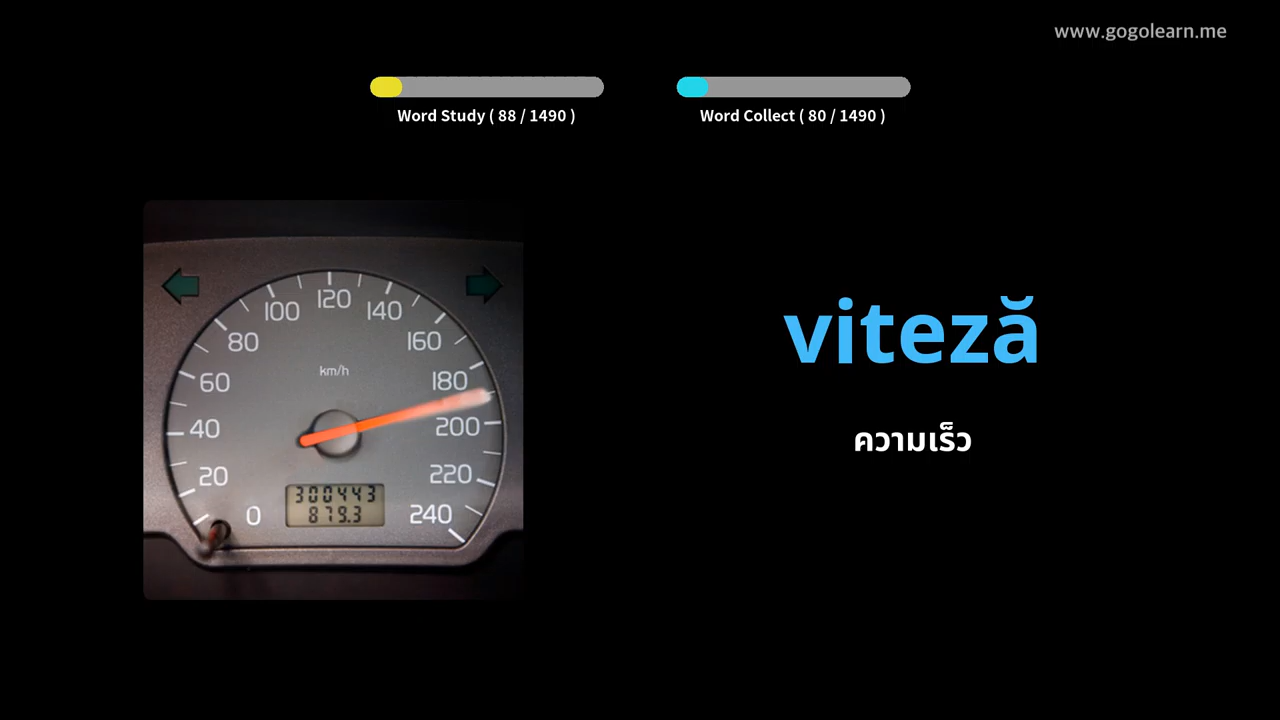 www.gogolearn.me
Word Study ( 88 / 1490 )
Word Collect ( 80 / 1490 )
viteză
ความเร็ว
0
20
40
60
80
100
120
140
160
180
200
220
240
km/h
300443
879.3